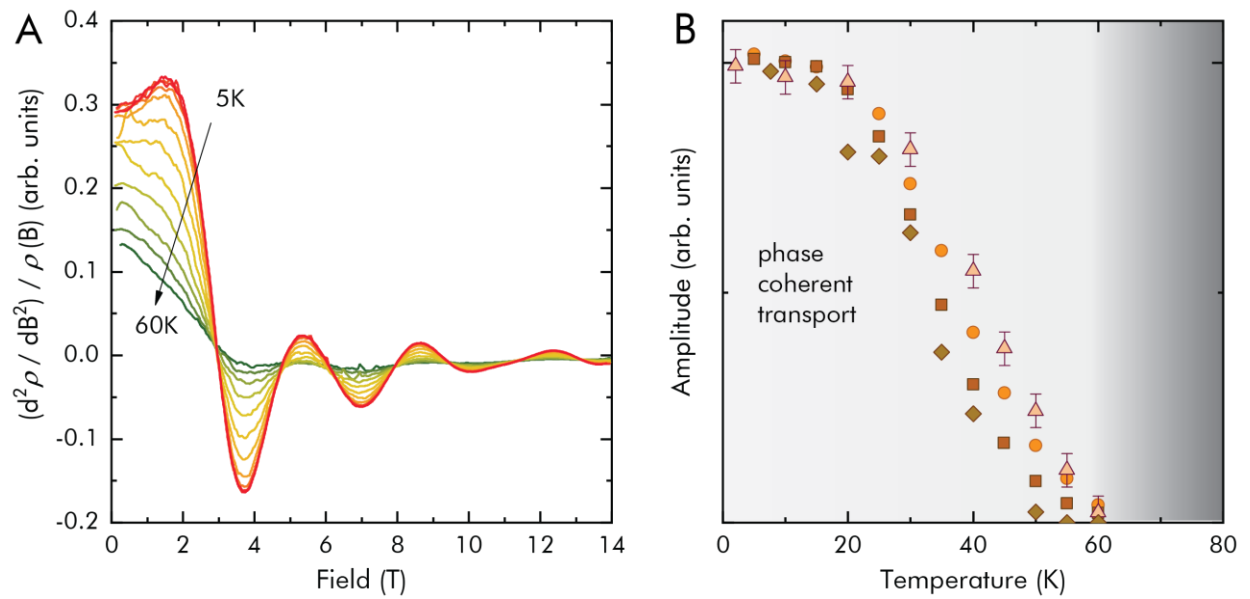 A
0.4
0.3
0.2
0.1
0.0
-0.1
-0.2
(d²ρ / dB²) / ρ(B) (arb. units)
5K
60K
0 2 4 6 8 10 12 14
Field (T)
B
Amplitude (arb. units)
phase
coherent
transport
0 20 40 60 80
Temperature (K)